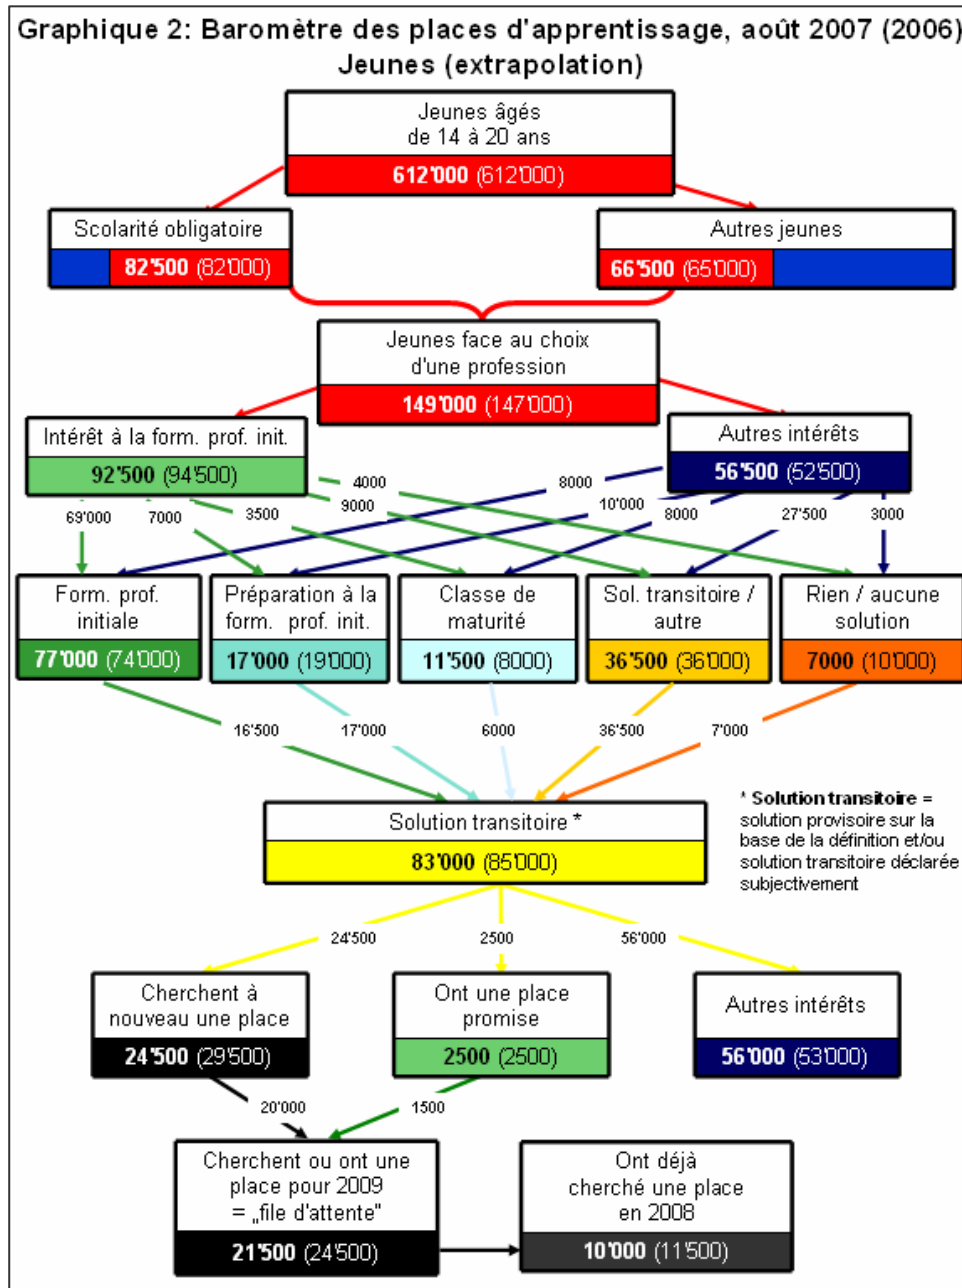 Graphique 2: Baromètre des places d'apprentissage, août 2007 (2006)
Jeunes (extrapolation)
Jeunes âgés
de 14 à 20 ans
612'000 (612'000)
Scolarité obligatoire
82'500 (82'000)
Autres jeunes
66'500 (65'000)
Jeunes face au choix
d'une profession
149'000 (147'000)
Intérêt à la form. prof. init.
92'500 (94'500)
Autres intérêts
56'500 (52'500)
69'000
7000
3500
9000
4000
8000
10'000
8000
27'500
3000
Form. prof.
initiale
77'000 (74'000)
Préparation à la
form. prof. init.
17'000 (19'000)
Classe de
maturité
11'500 (8000)
Sol. transitoire /
autre
36'500 (36'000)
Rien / aucune
solution
7000 (10'000)
16'500
17'000
6000
36'500
7'000
Solution transitoire *
83'000 (85'000)
* Solution transitoire =
solution provisoire sur la
base de la définition et/ou
solution transitoire déclarée
subjectivement
24'500
2500
56'000
Cherchent à
nouveau une place
24'500 (29'500)
Ont une place
promise
2500 (2500)
Autres intérêts
56'000 (53'000)
20'000
1500
Cherchent ou ont une
place pour 2009
= „file d'attente"
21'500 (24'500)
Ont déjà
cherché une place
en 2008
10'000 (11'500)